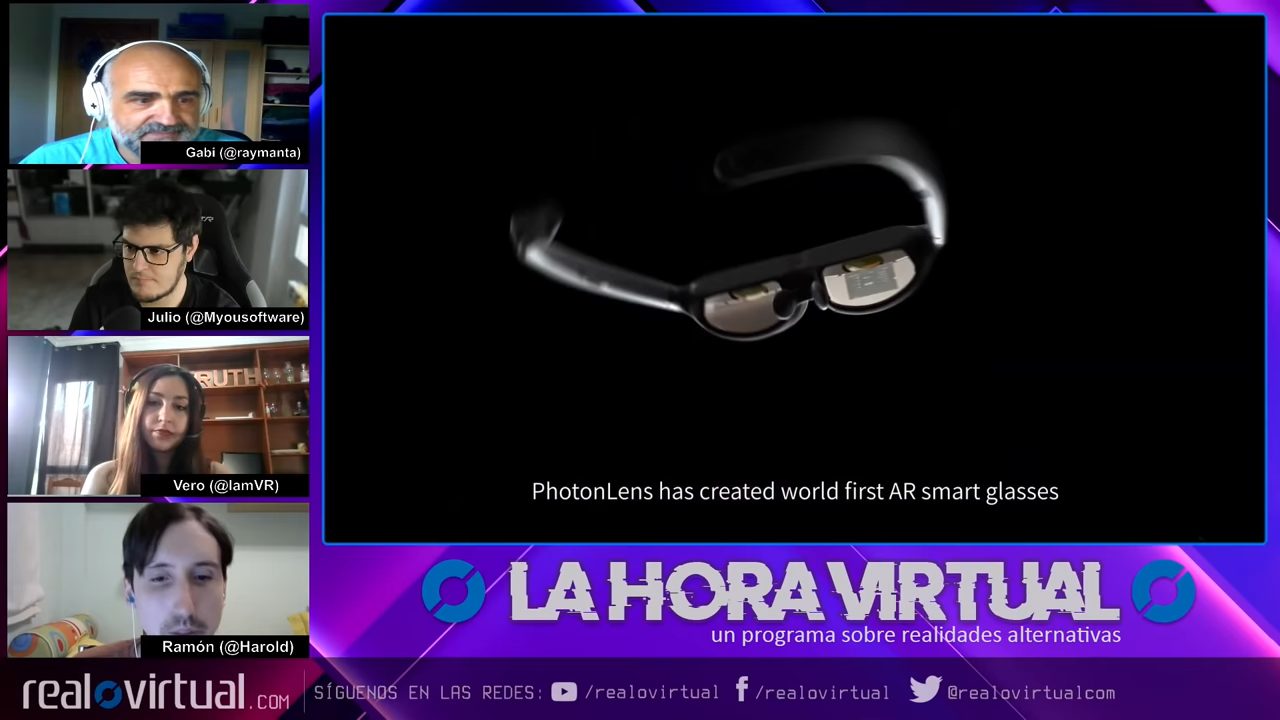 Gabi (@raymanta)
Julio (@Myousoftware)
RUTH
Vero (@IamVR)
Ramón (@Harold)
PhotonLens has created world first AR smart glasses
LA HORA VIRTUAL
un programa sobre realidades alternativas
realovirtual.COM
SÍGUENOS EN LAS REDES: /realovirtual /realovirtual @realovirtualcom